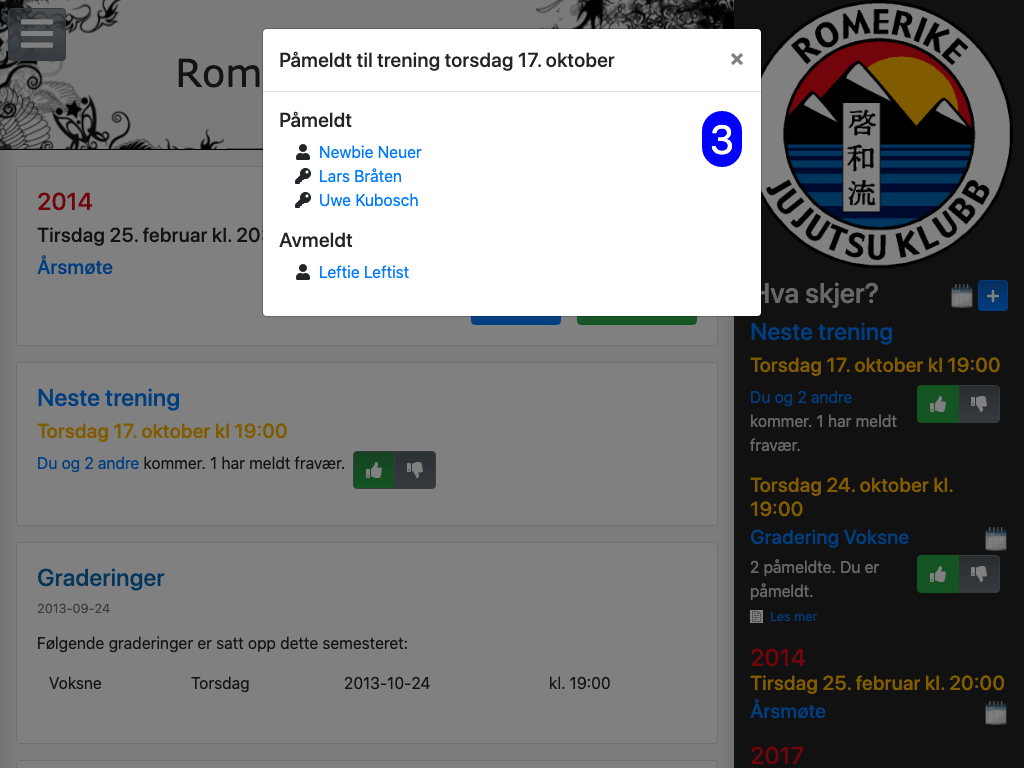 Rom
Påmeldt til trening torsdag 17. oktober
×
Påmeldt
3
Newbie Neuer
Lars Bråten
Uwe Kubosch
Avmeldt
Leftie Leftist
2014
Tirsdag 25. februar kl. 20
Årsmøte
Neste trening
Torsdag 17. oktober kl 19:00
Du og 2 andre kommer. 1 har meldt fravær.
Graderinger
2013-09-24
Følgende graderinger er satt opp dette semesteret:
Voksne Torsdag 2013-10-24 kl. 19:00
ROMERIKE
啓和流
JUJUTSU KLUBB
Hva skjer?
+
Neste trening
Torsdag 17. oktober kl 19:00
Du og 2 andre
kommer. 1 har meldt
fravær.
Torsdag 24. oktober kl.
19:00
Gradering Voksne
2 påmeldte. Du er
påmeldt.
Les mer
2014
Tirsdag 25. februar kl. 20:00
Årsmøte
2017